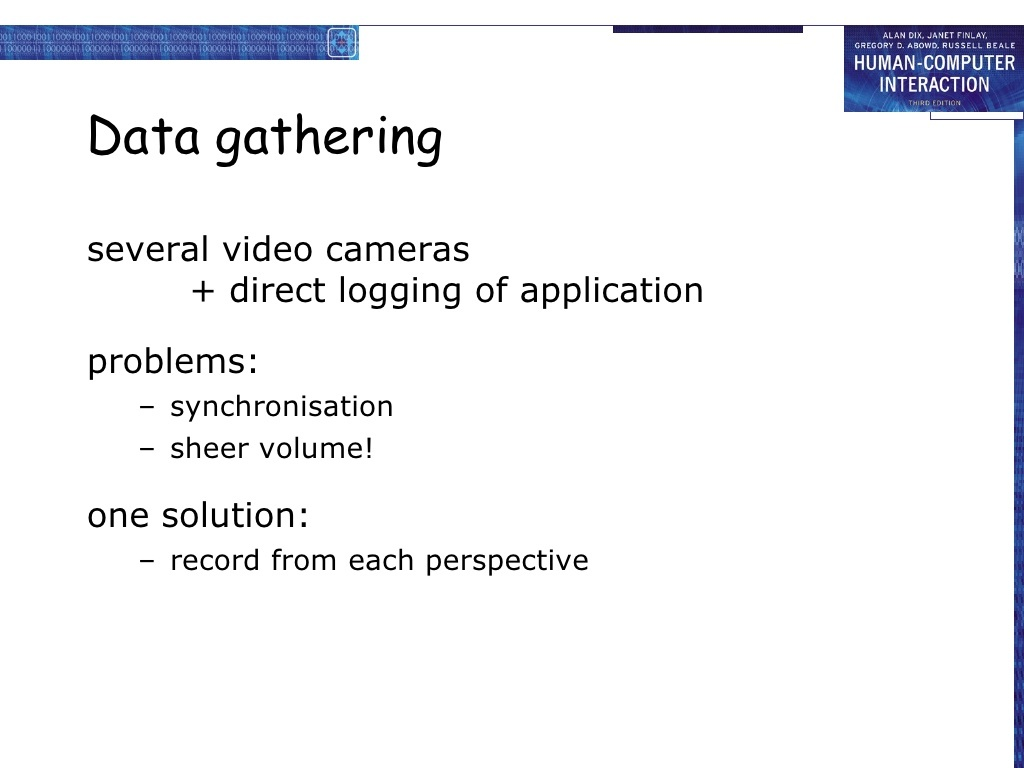 ALAN DIX, JANET FINLAY,
GREGORY D. ABOWD, RUSSELL BEALE
HUMAN-COMPUTER
INTERACTION
THIRD EDITION
Data gathering
several video cameras
+ direct logging of application
problems:
– synchronisation
– sheer volume!
one solution:
– record from each perspective